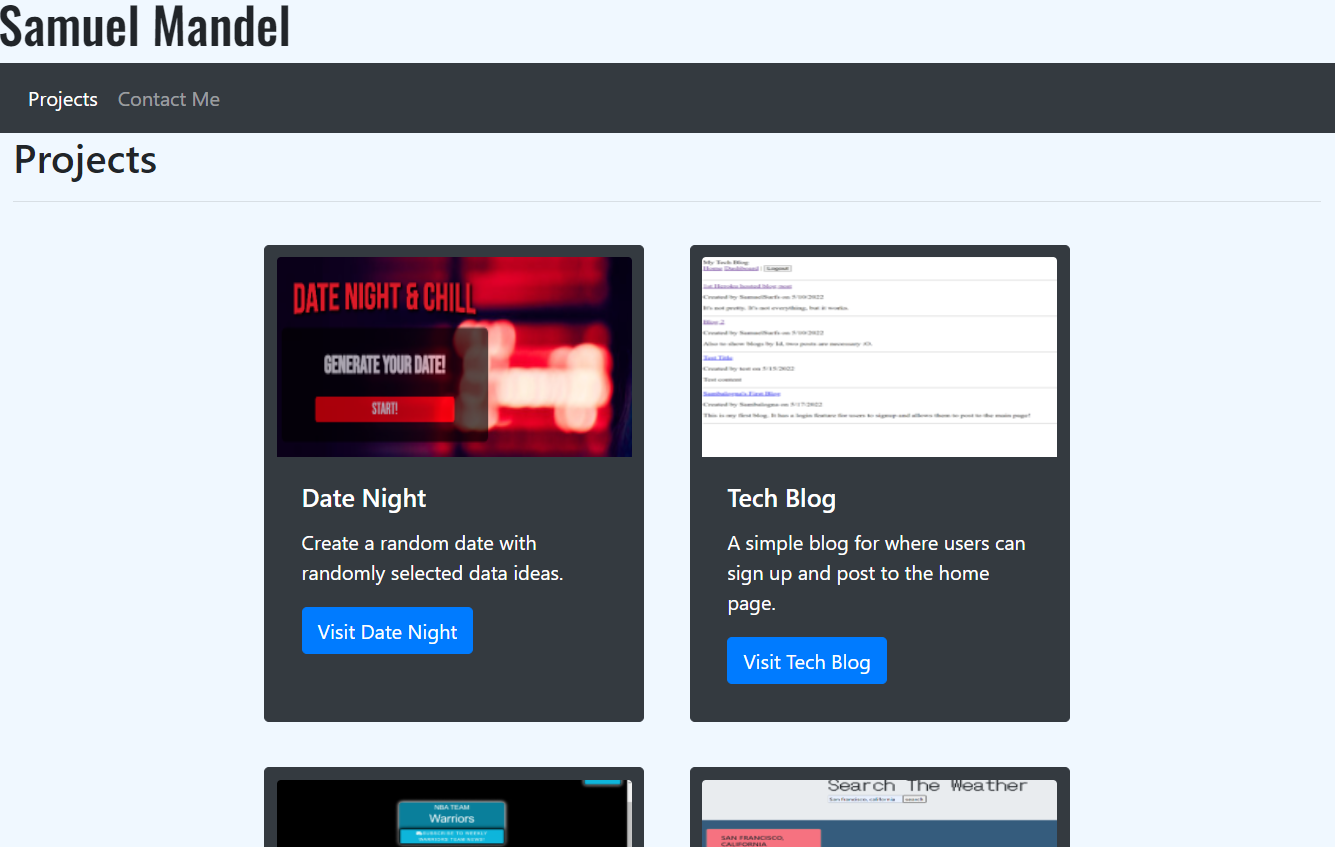 Samuel Mandel
Projects Contact Me
Projects
DATE NIGHT & CHILL
GENERATE YOUR DATE!
START!
Date Night
Create a random date with
randomly selected data ideas.
Visit Date Night
My Tech Blog
Home Dashboard | Logout
1st Heroku hosted blog post
Created by SamuelSurfs on 5/10/2022
It's not pretty. It's not everything, but it works.
Blog 2
Created by SamuelSurfs on 5/10/2022
Also to show blogs by Id, two posts are necessary :O.
Test Title
Created by test on 5/15/2022
Test content
Sambalogna's First Blog
Created by Sambalogna on 5/17/2022
This is my first blog. It has a login feature for users to signup and allows them to post to the main page!
Tech Blog
A simple blog for where users can
sign up and post to the home
page.
Visit Tech Blog
NBA TEAM
Warriors
SUBSCRIBE TO WEEKLY
WARRIORS TEAM NEWS!
Search The Weather
San francisco, california search
SAN FRANCISCO,
CALIFORNIA